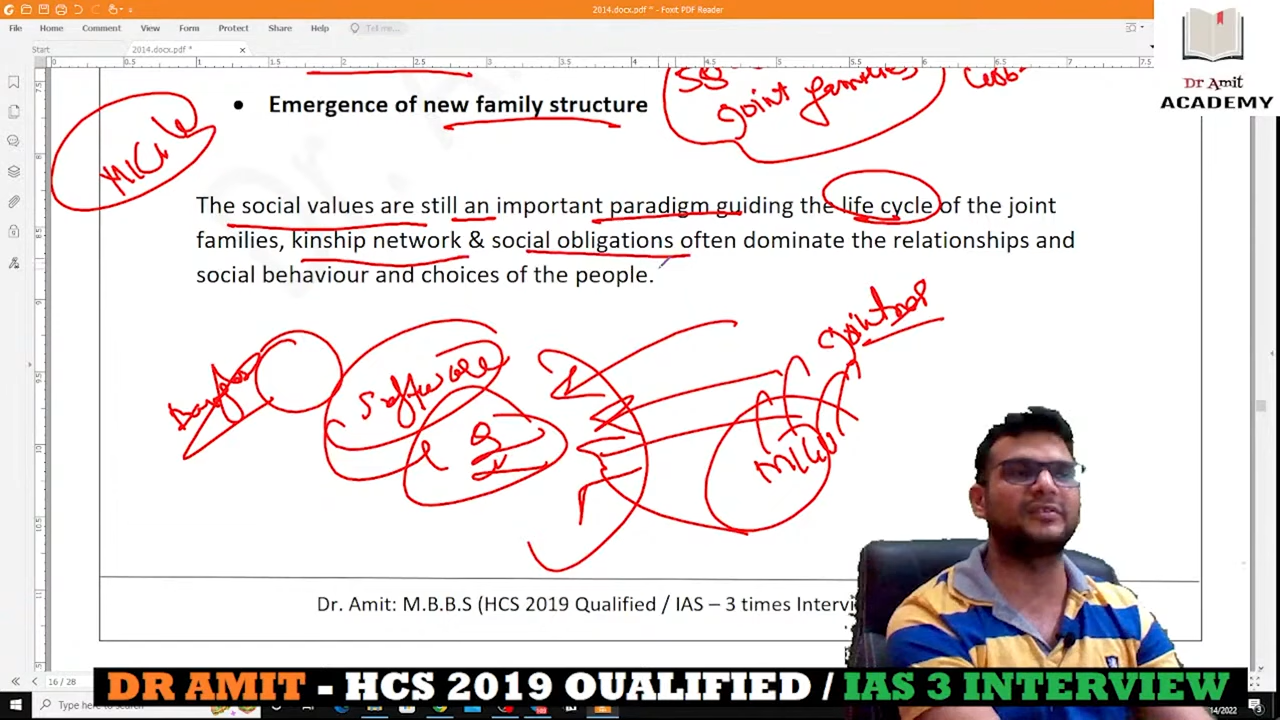 2014.docx.pdf * - Foxit PDF Reader
File Home Comment View Form Protect Share Help Tell me...
Start 2014.docx.pdf *
Dr Amit
ACADEMY
joint families
• Emergence of new family structure
The social values are still an important paradigm guiding the life cycle of the joint
families, kinship network & social obligations often dominate the relationships and
social behaviour and choices of the people.
Software
Dr. Amit: M.B.B.S (HCS 2019 Qualified / IAS – 3 times Intervi
16 / 28
DR AMIT - HCS 2019 QUALIFIED / IAS 3 INTERVIEW
Type here to search
14/2022